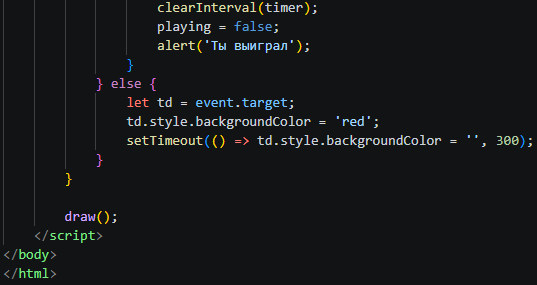 clearInterval(timer);
playing = false;
alert('Ты выиграл');
}
} else {
let td = event.target;
td.style.backgroundColor = 'red';
setTimeout(() => td.style.backgroundColor = '', 300);
}
}
draw();
</script>
</body>
</html>